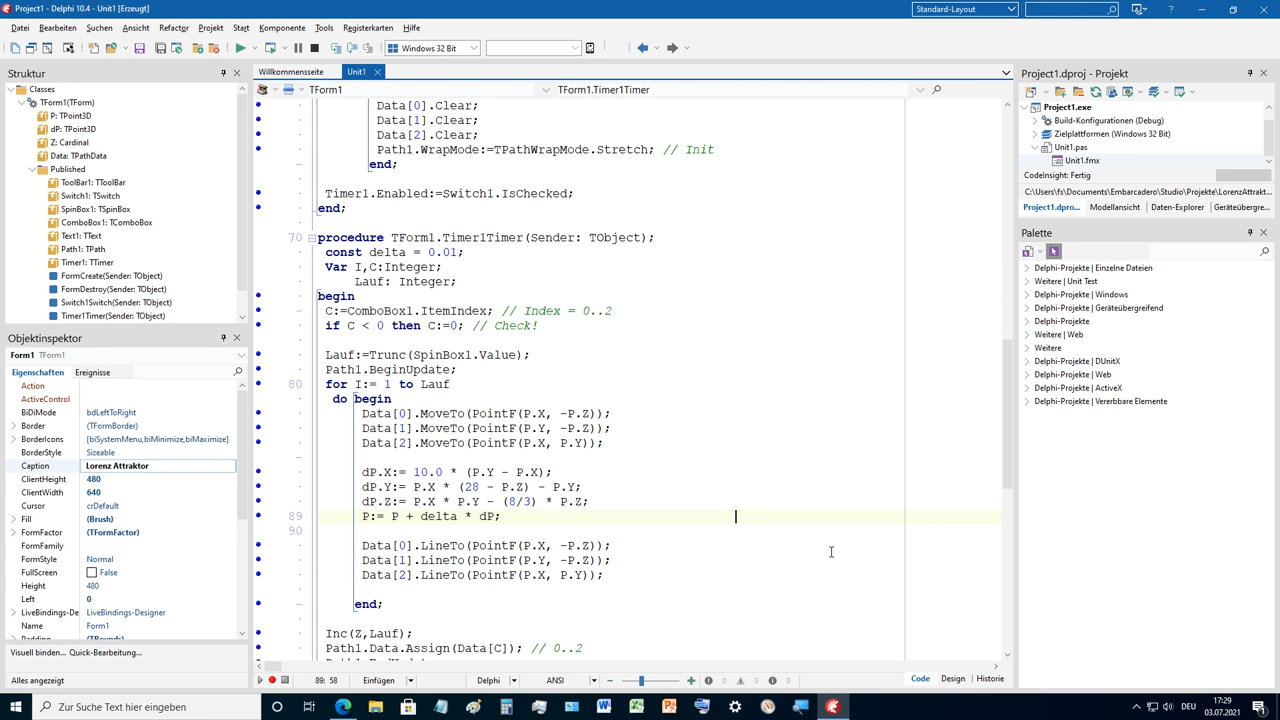 Project1 - Delphi 10.4 - Unit1 [Erzeugt]
Standard-Layout
Datei Bearbeiten Suchen Ansicht Refactor Projekt Start Komponente Tools Registerkarten Hilfe
Windows 32 Bit
Struktur
Classes
TForm1(TForm)
P: TPoint3D
dP: TPoint3D
Z: Cardinal
Data: TPathData
Published
ToolBar1: TToolBar
Switch1: TSwitch
SpinBox1: TSpinBox
ComboBox1: TComboBox
Text1: TText
Path1: TPath
Timer1: TTimer
FormCreate(Sender: TObject)
FormDestroy(Sender: TObject)
Switch1Switch(Sender: TObject)
Timer1Timer(Sender: TObject)
Objektinspektor
Form1 TForm1
Eigenschaften Ereignisse
Action
ActiveControl
BiDiMode bdLeftToRight
Border (TFormBorder)
BorderIcons [biSystemMenu,biMinimize,biMaximize]
BorderStyle Sizeable
Caption Lorenz Attraktor
ClientHeight 480
ClientWidth 640
Cursor crDefault
Fill (Brush)
FormFactor (TFormFactor)
FormFamily
FormStyle Normal
FullScreen False
Height 480
Left 0
LiveBindings-De LiveBindings-Designer
Name Form1
Padding (TBounds)
Visuell binden... Quick-Bearbeitung...
Alles angezeigt
Willkommensseite Unit1
TForm1 TForm1.Timer1Timer
Data[0].Clear;
Data[1].Clear;
Data[2].Clear;
Path1.WrapMode:=TPathWrapMode.Stretch; // Init
end;
Timer1.Enabled:=Switch1.IsChecked;
end;
70 procedure TForm1.Timer1Timer(Sender: TObject);
const delta = 0.01;
Var I,C:Integer;
Lauf: Integer;
begin
C:=ComboBox1.ItemIndex; // Index = 0..2
if C < 0 then C:=0; // Check!
Lauf:=Trunc(SpinBox1.Value);
Path1.BeginUpdate;
80 for I:= 1 to Lauf
do begin
Data[0].MoveTo(PointF(P.X, -P.Z));
Data[1].MoveTo(PointF(P.Y, -P.Z));
Data[2].MoveTo(PointF(P.X, P.Y));
dP.X:= 10.0 * (P.Y - P.X);
dP.Y:= P.X * (28 - P.Z) - P.Y;
dP.Z:= P.X * P.Y - (8/3) * P.Z;
89 P:= P + delta * dP;
90
Data[0].LineTo(PointF(P.X, -P.Z));
Data[1].LineTo(PointF(P.Y, -P.Z));
Data[2].LineTo(PointF(P.X, P.Y));
end;
Inc(Z,Lauf);
Path1.Data.Assign(Data[C]); // 0..2
89: 58 Einfügen Delphi ANSI 0 0 0 Code Design Historie
Project1.dproj - Projekt
Project1.exe
Build-Konfigurationen (Debug)
Zielplattformen (Windows 32 Bit)
Unit1.pas
Unit1.fmx
CodeInsight: Fertig
C:\Users\fs\Documents\Embarcadero\Studio\Projekte\LorenzAttrakt...
Project1.dpro... Modellansicht Daten-Explorer Geräteübergre...
Palette
Delphi-Projekte | Einzelne Dateien
Weitere | Unit Test
Delphi-Projekte | Windows
Delphi-Projekte | Geräteübergreifend
Delphi-Projekte
Weitere | Web
Weitere
Delphi-Projekte | DUnitX
Delphi-Projekte | Web
Delphi-Projekte | ActiveX
Delphi-Projekte | Vererbbare Elemente
Zur Suche Text hier eingeben
DEU
17:29
03.07.2021